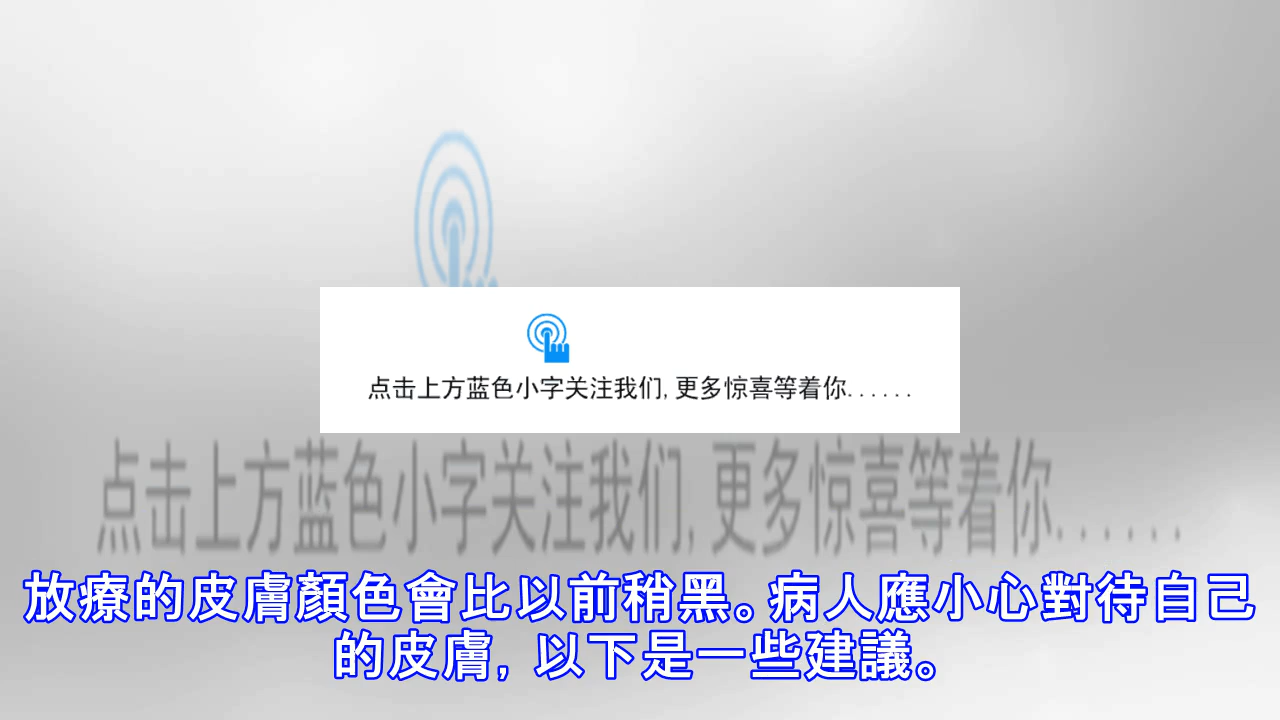 点击上方蓝色小字关注我们,更多惊喜等着你......
点击上方蓝色小字关注我们,更多惊喜等着你......
放療的皮膚顏色會比以前稍黑。病人應小心對待自己
的皮膚,以下是一些建議。